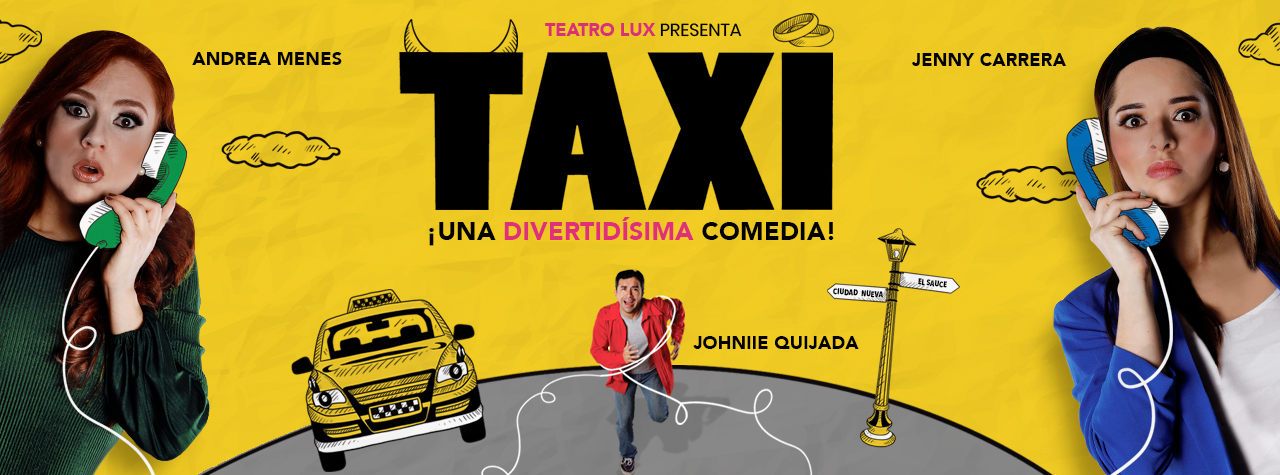 TEATRO LUX PRESENTA
ANDREA MENES
JENNY CARRERA
TAXI
¡UNA DIVERTIDÍSIMA COMEDIA!
EL SAUCE
CIUDAD NUEVA
JOHNIIE QUIJADA